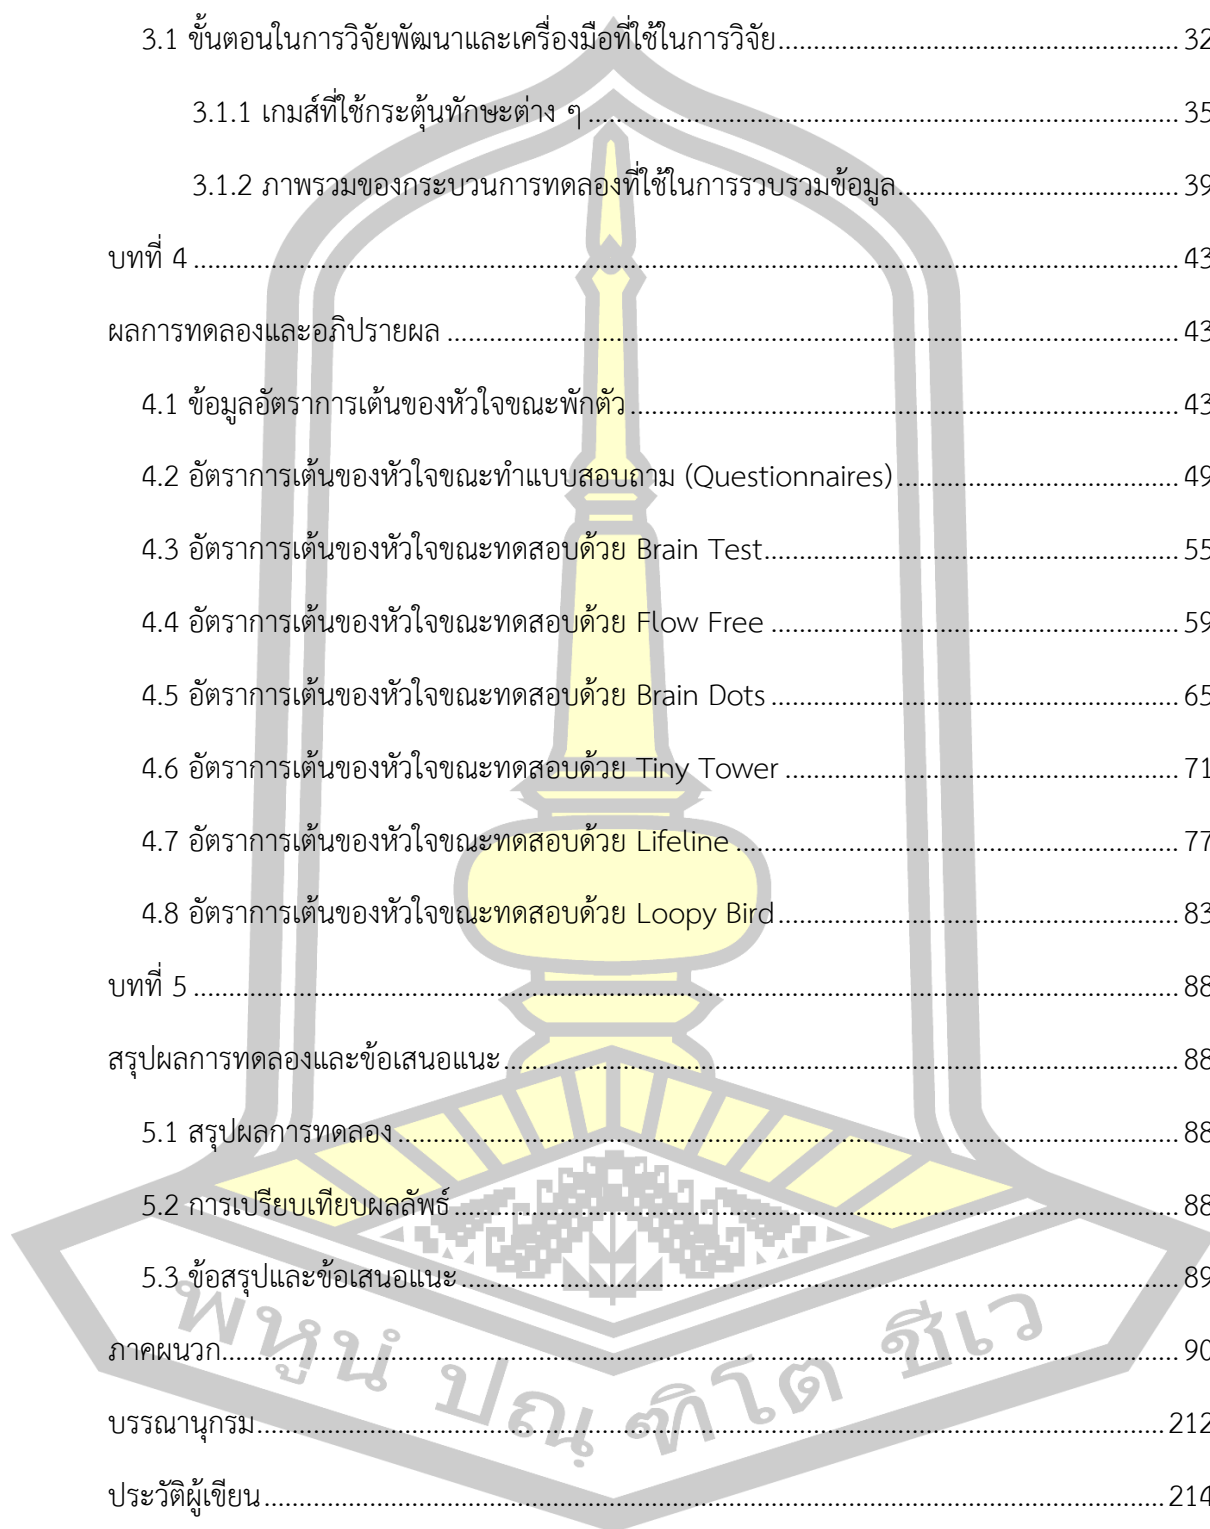 3.1 ขั้นตอนในการวิจัยพัฒนาและเครื่องมือที่ใช้ในการวิจัย.......................................................... 32
3.1.1 เกมส์ที่ใช้กระตุ้นทักษะต่าง ๆ.......................................................... 35
3.1.2 ภาพรวมของกระบวนการทดลองที่ใช้ในการรวบรวมข้อมูล.......................................................... 39
บทที่ 4.......................................................... 43
ผลการทดลองและอภิปรายผล.......................................................... 43
4.1 ข้อมูลอัตราการเต้นของหัวใจขณะพักตัว.......................................................... 43
4.2 อัตราการเต้นของหัวใจขณะทำแบบสอบถาม (Questionnaires).......................................................... 49
4.3 อัตราการเต้นของหัวใจขณะทดสอบด้วย Brain Test.......................................................... 55
4.4 อัตราการเต้นของหัวใจขณะทดสอบด้วย Flow Free.......................................................... 59
4.5 อัตราการเต้นของหัวใจขณะทดสอบด้วย Brain Dots.......................................................... 65
4.6 อัตราการเต้นของหัวใจขณะทดสอบด้วย Tiny Tower.......................................................... 71
4.7 อัตราการเต้นของหัวใจขณะทดสอบด้วย Lifeline.......................................................... 77
4.8 อัตราการเต้นของหัวใจขณะทดสอบด้วย Loopy Bird.......................................................... 83
บทที่ 5.......................................................... 88
สรุปผลการทดลองและข้อเสนอแนะ.......................................................... 88
5.1 สรุปผลการทดลอง.......................................................... 88
5.2 การเปรียบเทียบผลลัพธ์.......................................................... 88
5.3 ข้อสรุปและข้อเสนอแนะ.......................................................... 89
ภาคผนวก.......................................................... 90
บรรณานุกรม.......................................................... 212
ประวัติผู้เขียน.......................................................... 214
พหูนํ ปณฺฑิโต ชีเว